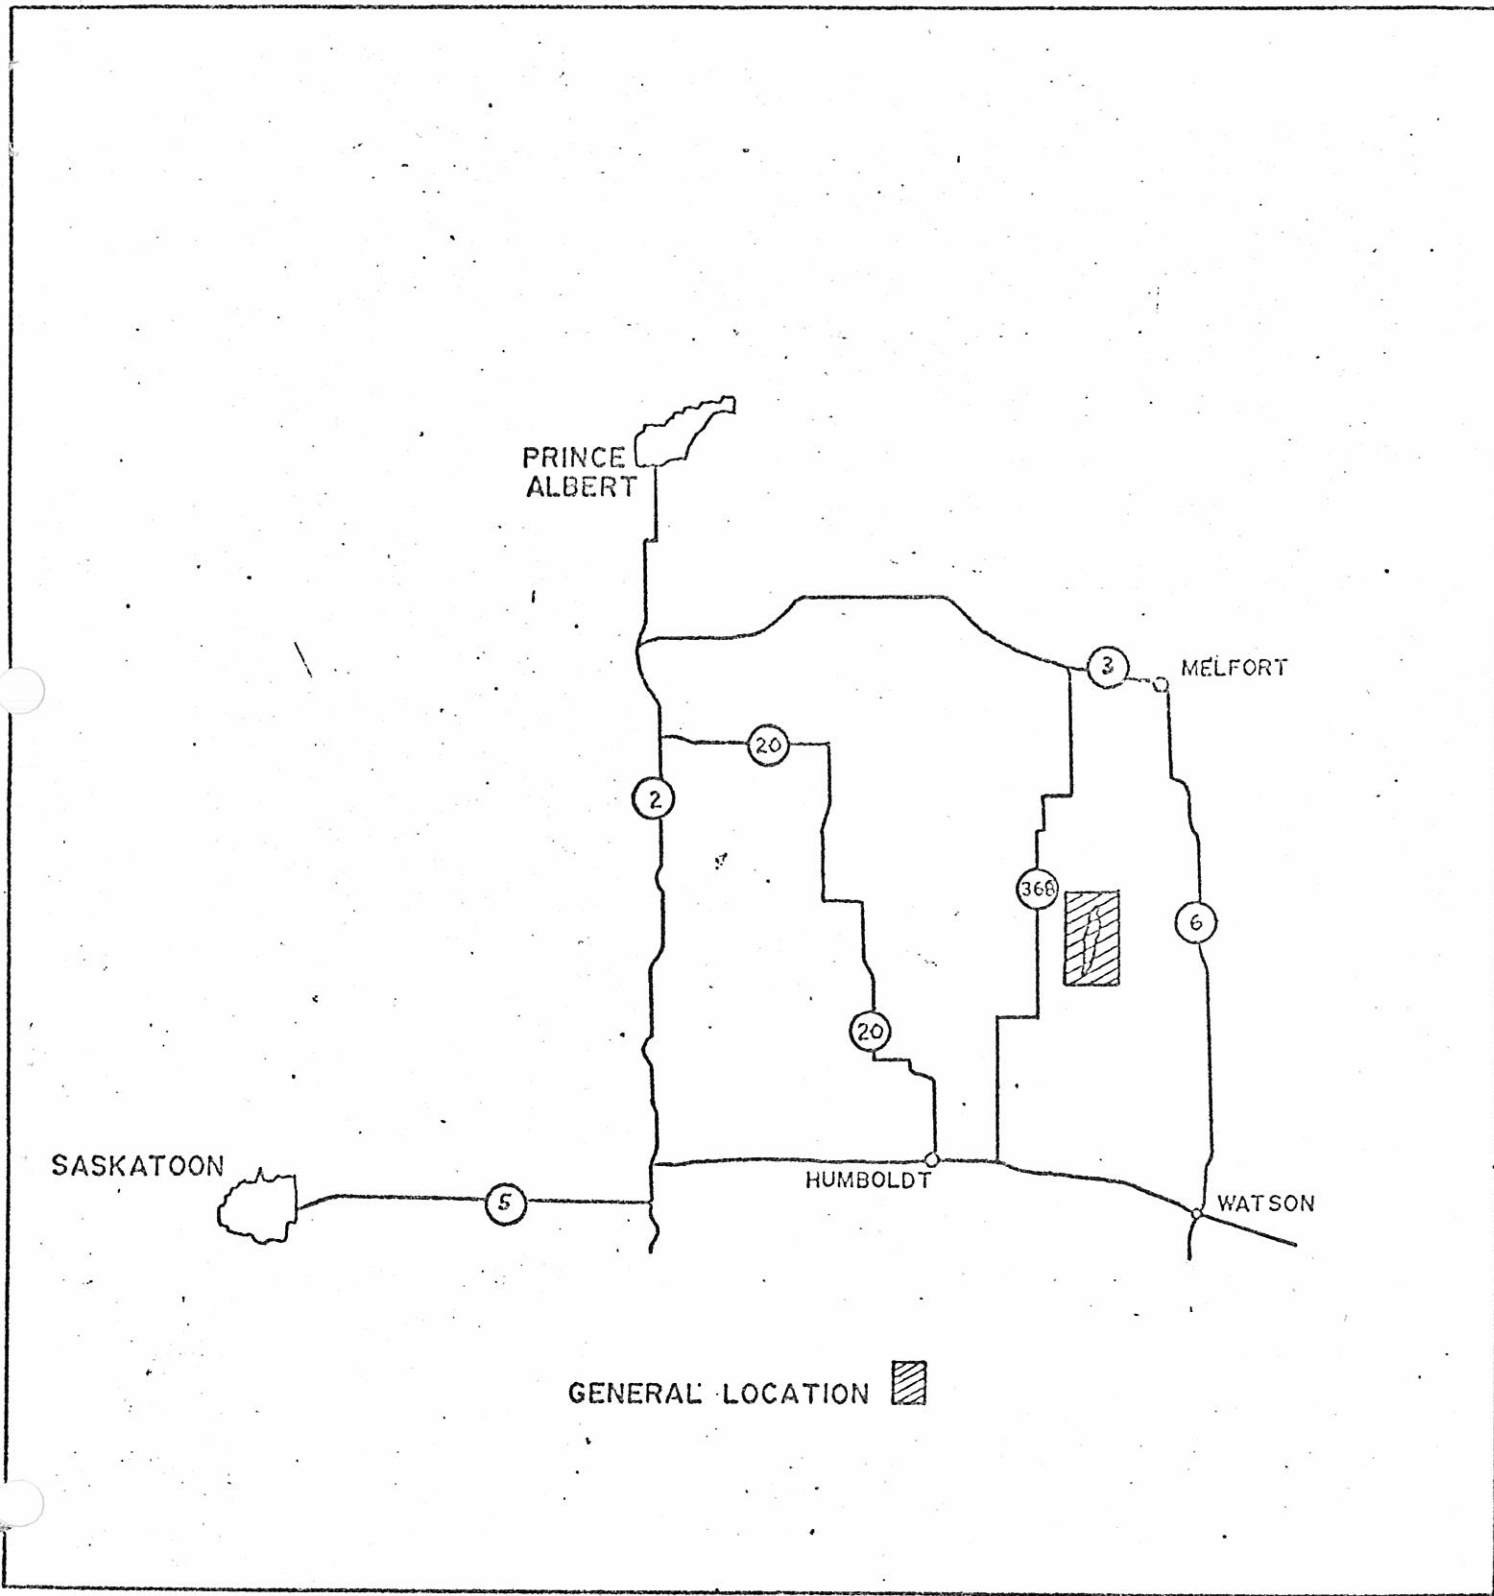 PRINCE
ALBERT
3
MELFORT
20
2
368
6
20
SASKATOON
5
HUMBOLDT
WATSON
GENERAL LOCATION